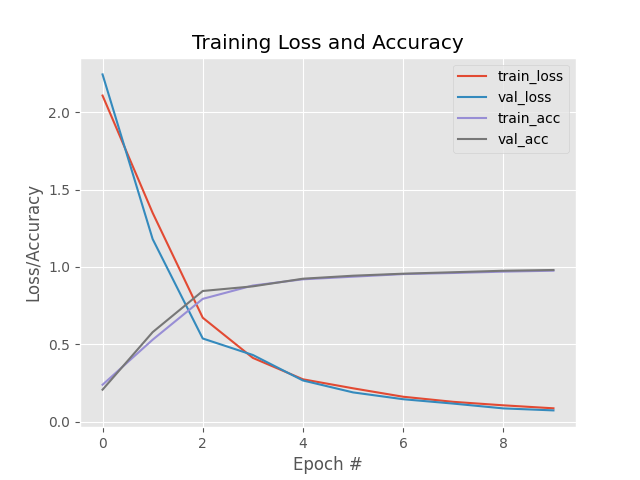 Training Loss and Accuracy
train_loss
val_loss
train_acc
val_acc
Loss/Accuracy
2.0
1.5
1.0
0.5
0.0
0 2 4 6 8
Epoch #